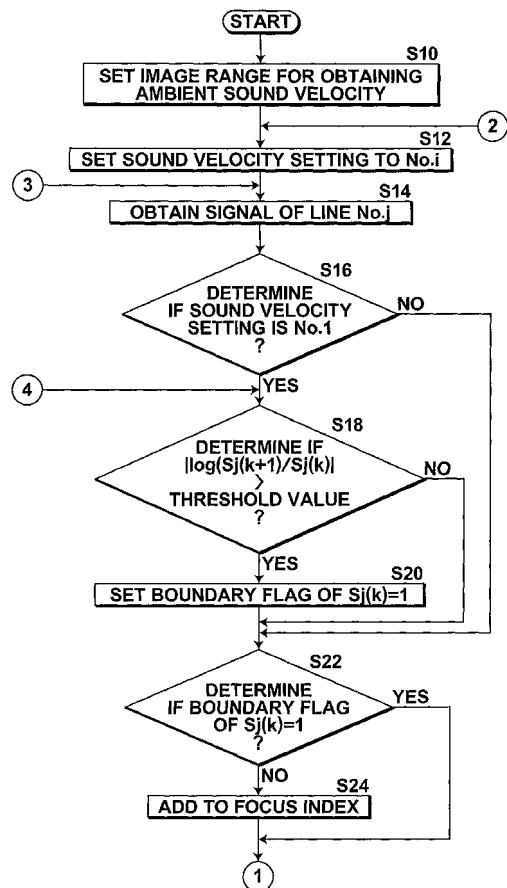 START
S10
SET IMAGE RANGE FOR OBTAINING
AMBIENT SOUND VELOCITY
2
S12
SET SOUND VELOCITY SETTING TO No.i
3
S14
OBTAIN SIGNAL OF LINE No.j
S16
DETERMINE
IF SOUND VELOCITY
SETTING IS No.1
?
NO
YES
4
S18
DETERMINE IF
|log(Sj(k+1)/Sj(k)|
>
THRESHOLD VALUE
?
NO
YES
S20
SET BOUNDARY FLAG OF Sj(k)=1
S22
DETERMINE
IF BOUNDARY FLAG
OF Sj(k)=1
?
YES
NO
S24
ADD TO FOCUS INDEX
1